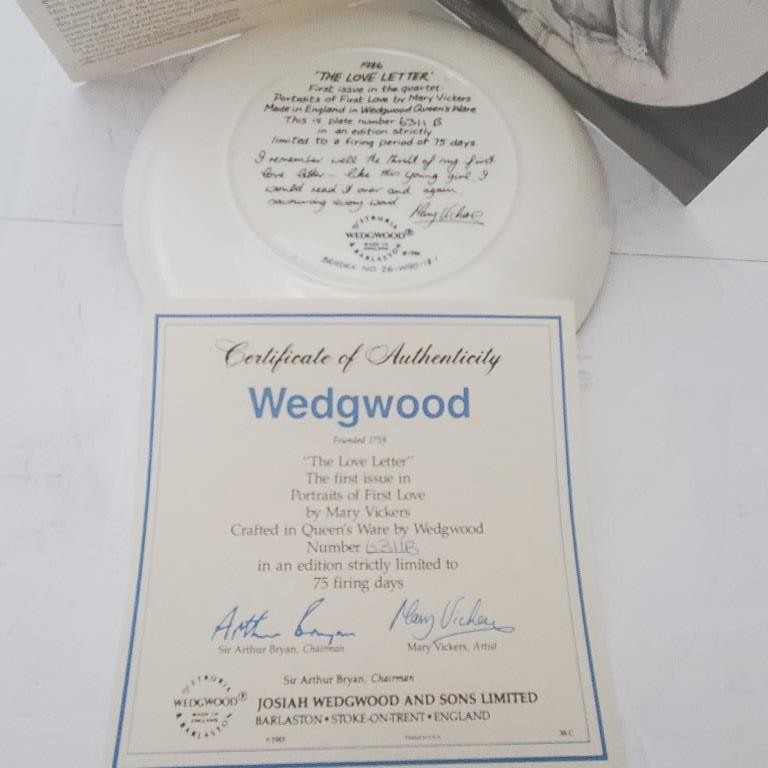 1986
'THE LOVE LETTER'
First issue in the quartet
Portraits of First Love by Mary Vickers
Made in England in Wedgwood Queen's Ware
This is plate number 6311 B
in an edition strictly
limited to a firing period of 75 days.
I remember well the thrill of my first
love letter – like this young girl, I
would read it over and again,
savouring every word
Mary Vickers
ETRURIA
WEDGWOOD®
MADE IN
ENGLAND
& BARLASTON
BRADEX NO. 26-W90-18.1
Certificate of Authenticity
Wedgwood
Founded 1759
"The Love Letter"
The first issue in
Portraits of First Love
by Mary Vickers
Crafted in Queen's Ware by Wedgwood
Number 6311B
in an edition strictly limited to
75 firing days
Arthur Bryan Mary Vickers
Sir Arthur Bryan, Chairman Mary Vickers, Artist
Sir Arthur Bryan, Chairman
ETRURIA
WEDGWOOD®
MADE IN
ENGLAND
& BARLASTON
JOSIAH WEDGWOOD AND SONS LIMITED
BARLASTON • STOKE-ON-TRENT • ENGLAND
© 1985 Printed in U.S.A. 38-C